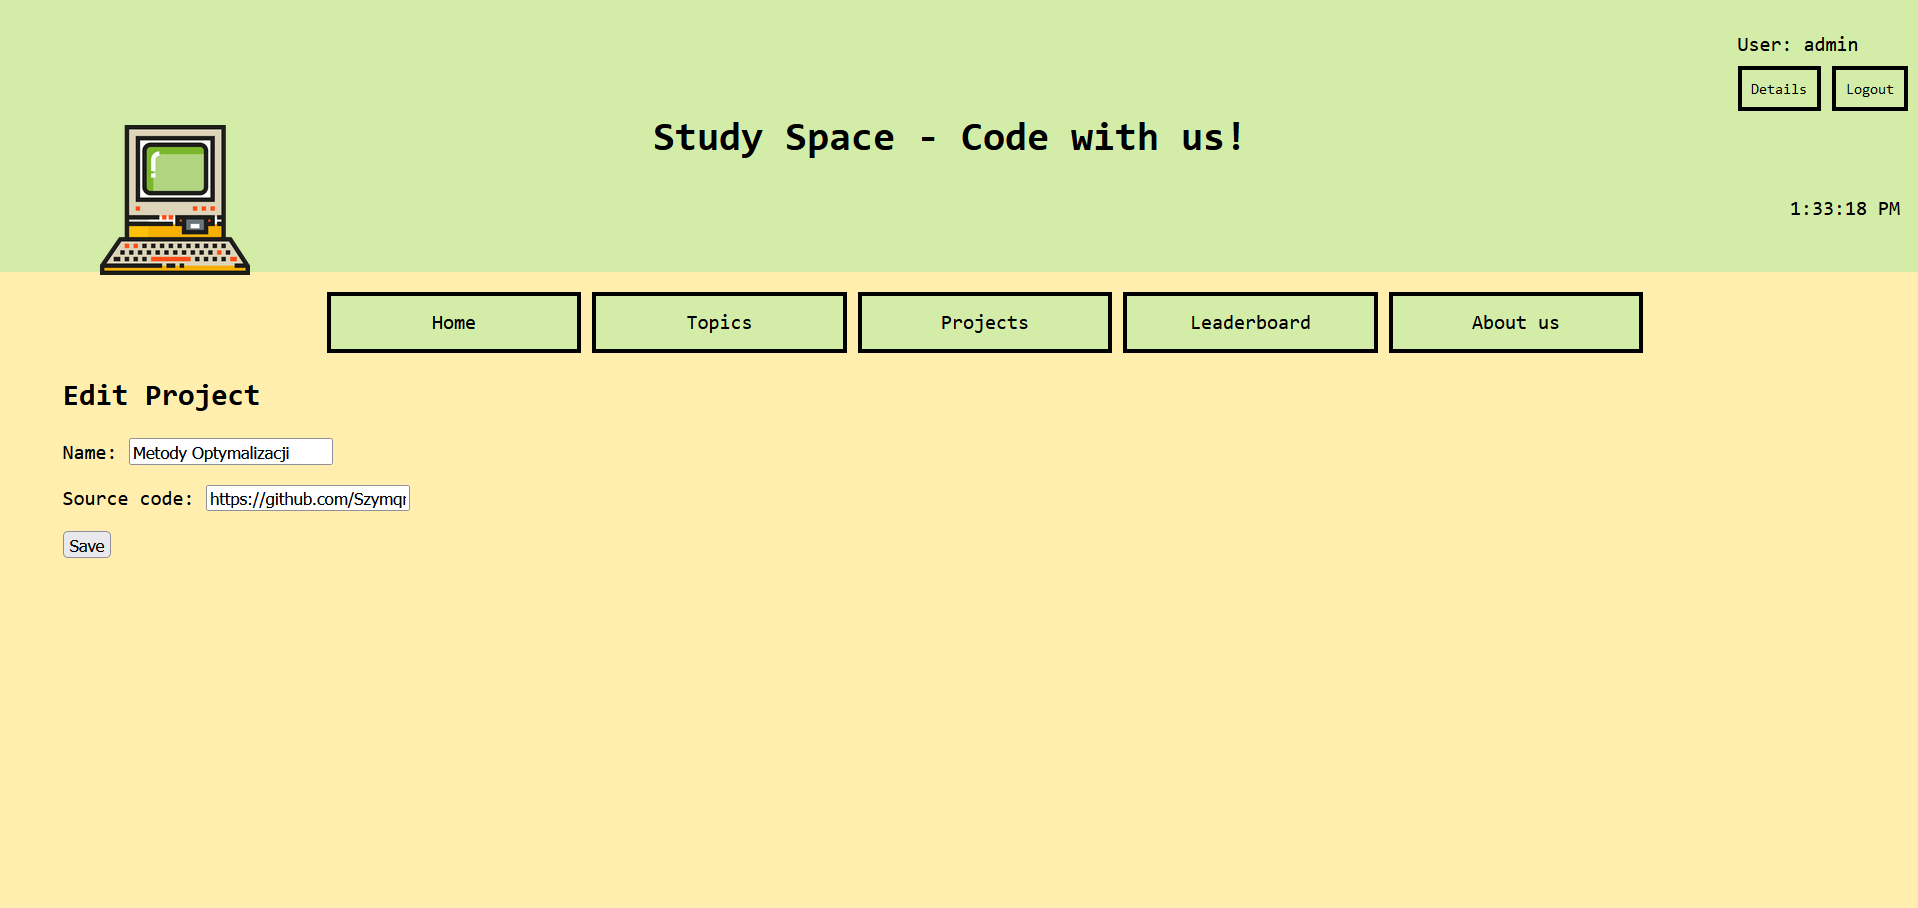 User: admin
Details Logout
Study Space - Code with us!
1:33:18 PM
Home Topics Projects Leaderboard About us
Edit Project
Name: Metody Optymalizacji
Source code: https://github.com/Szymqr
Save